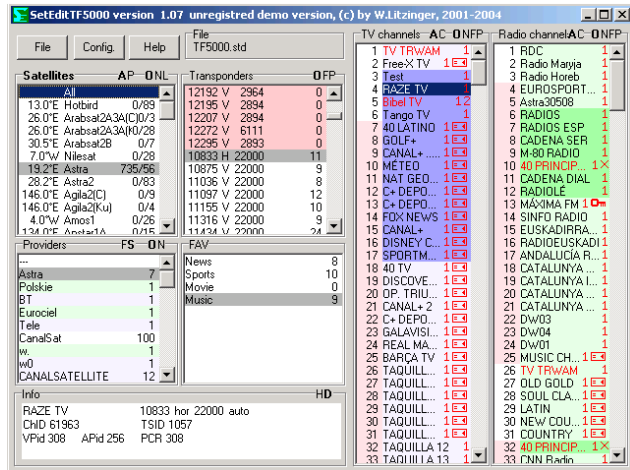 SetEditTF5000 version 1.07 unregistred demo version, (c) by W.Litzinger, 2001-2004
File Config. Help
File
TF5000.std
Satellites AP ONL
All
13.0°E Hotbird 0/89
26.0°E Arabsat2A3A(C)0/3
26.0°E Arabsat2A3A(K0/28
30.5°E Arabsat2B 0/7
7.0°W Nilesat 0/28
19.2°E Astra 735/56
28.2°E Astra2 0/83
146.0°E Agila2(C) 0/9
146.0°E Agila2(Ku) 0/4
4.0°W Amos1 0/26
134.0°E Apstar1A 0/15
Transponders OFP
12192 V 2964 0
12195 V 2894 0
12207 V 2894 0
12272 V 6111 0
12295 V 2893 0
10833 H 22000 11
10875 V 22000 9
11036 V 22000 8
11097 V 22000 12
11155 V 22000 10
11316 V 22000 9
11434 V 22000 24
Providers FS ON
---
Astra 7
Polskie 1
BT 1
Eurociel 1
Tele 1
CanalSat 100
w. 1
w0 1
CANALSATELLITE 12
FAV
News 8
Sports 10
Movie 0
Music 9
Info HD
RAZE TV 10833 hor 22000 auto
ChID 61963 TSID 1057
VPid 308 APid 256 PCR 308
TV channels AC ONFP
1 TV TRWAM 1
2 Free-X TV 1
3 Test 1
4 RAZE TV 1
5 Bibel TV 12
6 Tango TV 1
7 40 LATINO 1
8 GOLF+ 1
9 CANAL+ .... 1
10 MÉTEO 1
11 NAT GEO... 1
12 C+ DEPO... 1
13 C+ DEPO... 1
14 FOX NEWS 1
15 CANAL+ 1
16 DISNEY C... 1
17 SPORTM... 1
18 40 TV 1
19 DISCOVE... 1
20 OP. TRIU... 1
21 CANAL+ 2 1
22 C+ DEPO... 1
23 GALAVISI... 1
24 REAL MA... 1
25 BARÇA TV 1
26 TAQUILL... 1
27 TAQUILL... 1
28 TAQUILL... 1
29 TAQUILL... 1
30 TAQUILL... 1
31 TAQUILL... 1
32 TAQUILLA 12 1
33 TAQUILLA 13 1
Radio channel AC ONFP
1 RDC 1
2 Radio Maryja 1
3 Radio Horeb 1
4 EUROSPORT... 1
5 Astra30508 1
6 RADIOS 1
7 RADIOS ESP 1
8 CADENA SER 1
9 M-80 RADIO 1
10 40 PRINCIP... 1
11 CADENA DIAL 1
12 RADIOLÉ 1
13 MÁXIMA FM 1
14 SINFO RADIO 1
15 EUSKADIRRA... 1
16 RADIOEUSKADI 1
17 ANDALUCÍA R... 1
18 CATALUNYA ... 1
19 CATALUNYA I... 1
20 CATALUNYA ... 1
21 CATALUNYA ... 1
22 DW03 1
23 DW04 1
24 DW01 1
25 MUSIC CH... 1
26 TV TRWAM 1
27 OLD GOLD 1
28 SOUL CLA... 1
29 LATIN 1
30 NEW COU... 1
31 COUNTRY 1
32 40 PRINCIP... 1
33 CNN Radio 1